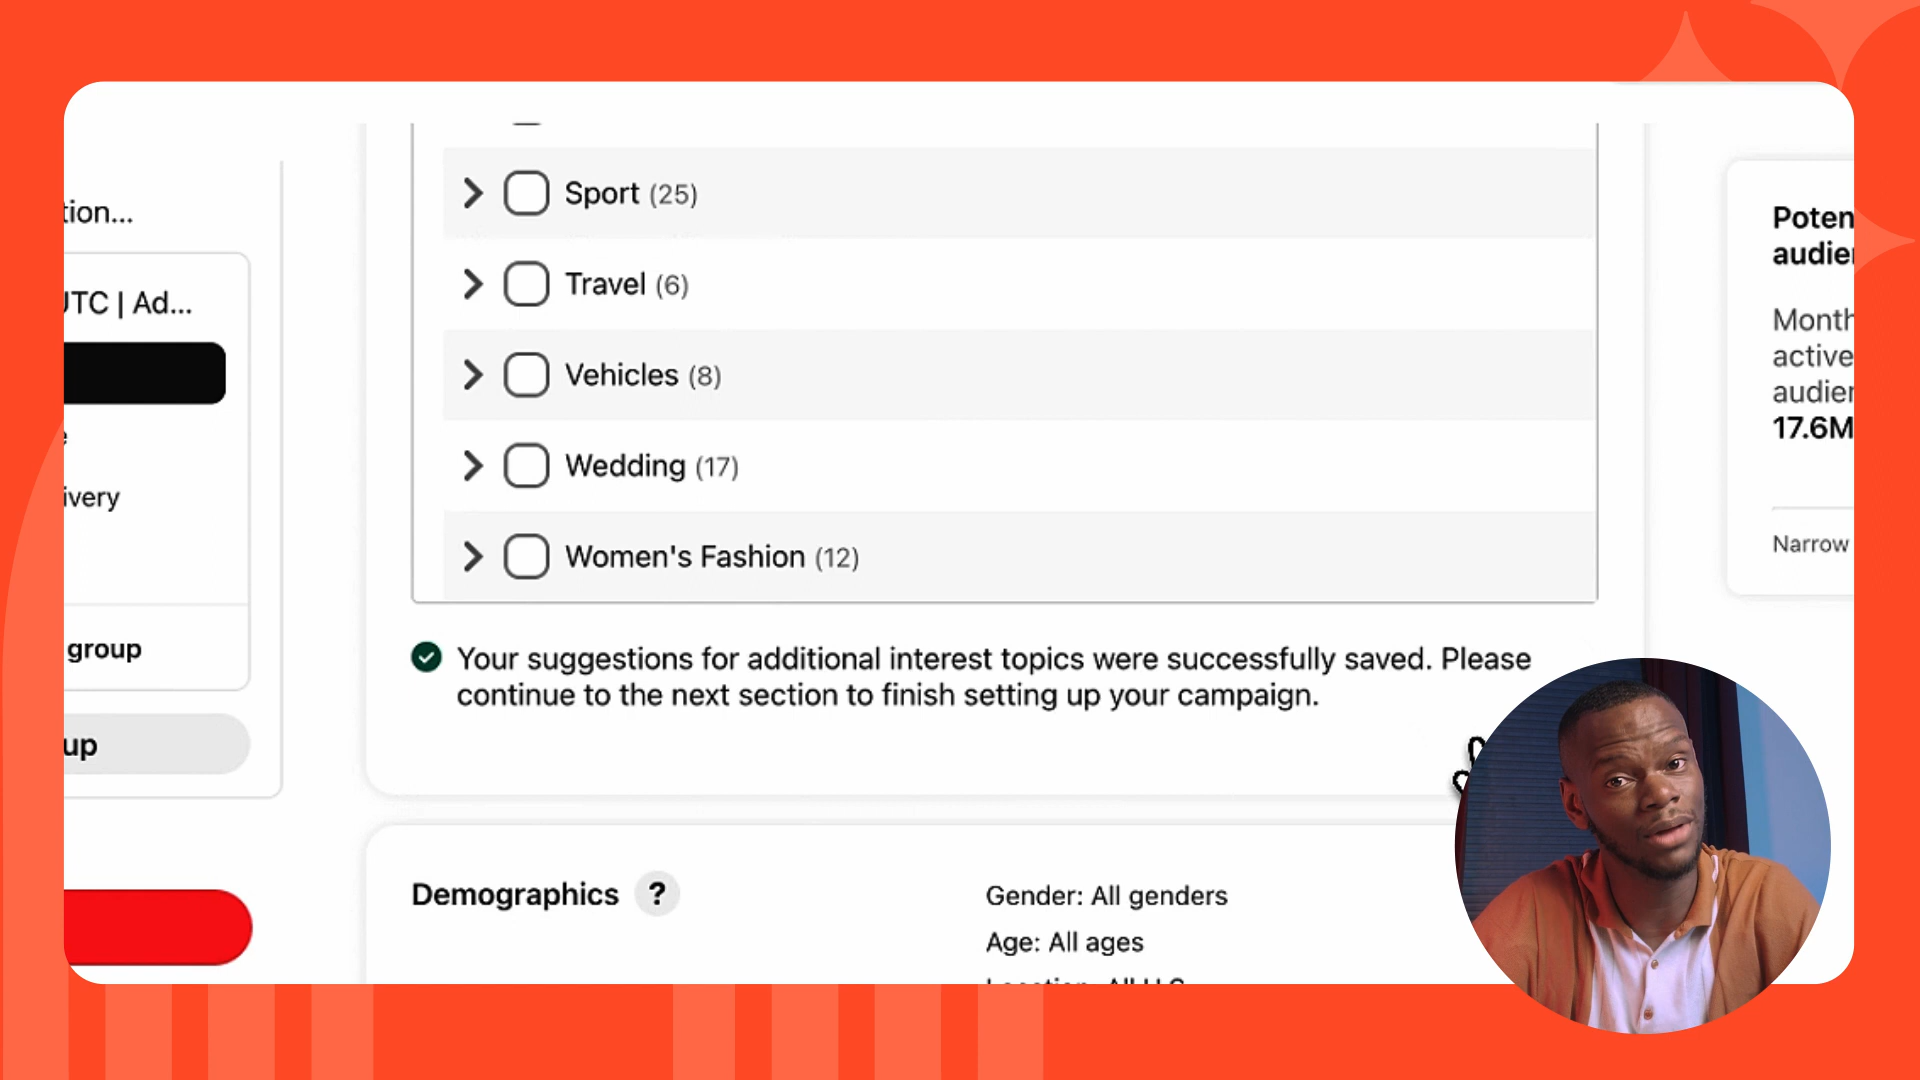 tion...
UTC | Ad...
ivery
group
up
Sport (25)
Travel (6)
Vehicles (8)
Wedding (17)
Women's Fashion (12)
Your suggestions for additional interest topics were successfully saved. Please
continue to the next section to finish setting up your campaign.
Demographics ?
Gender: All genders
Age: All ages
Poten
audie
Month
active
audie
17.6M
Narrow